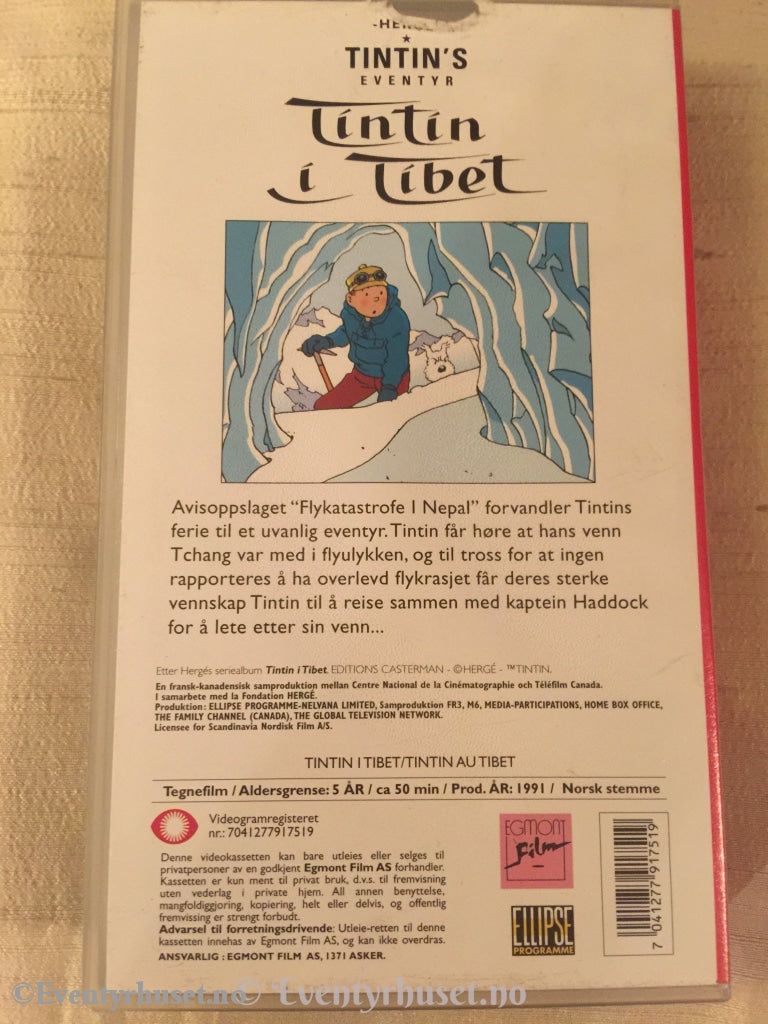 HERGÉ
TINTIN'S
EVENTYR
Tintin
i Tibet
Avisoppslaget "Flykatastrofe I Nepal" forvandler Tintins
ferie til et uvanlig eventyr. Tintin får høre at hans venn
Tchang var med i flyulykken, og til tross for at ingen
rapporteres å ha overlevd flykrasjet får deres sterke
vennskap Tintin til å reise sammen med kaptein Haddock
for å lete etter sin venn...
Etter Hergés seriealbum Tintin i Tibet. EDITIONS CASTERMAN - ©HERGÉ - ™TINTIN.
En fransk-kanadensisk samproduktion mellan Centre National de la Cinématographie och Téléfilm Canada.
I samarbete med la Fondation HERGÉ.
Produktion: ELLIPSE PROGRAMME-NELVANA LIMITED, Samproduktion FR3, M6, MEDIA-PARTICIPATIONS, HOME BOX OFFICE,
THE FAMILY CHANNEL (CANADA), THE GLOBAL TELEVISION NETWORK.
Licensee for Scandinavia Nordisk Film A/S.
TINTIN I TIBET/TINTIN AU TIBET
Tegnefilm / Aldersgrense: 5 ÅR / ca 50 min / Prod. ÅR: 1991 / Norsk stemme
Videogramregisteret
nr.: 7041277917519
Denne videokassetten kan bare utleies eller selges til
privatpersoner av en godkjent Egmont Film AS forhandler.
Kassetten er kun ment til privat bruk, d.v.s. til fremvisning
uten vederlag i private hjem. All annen benyttelse,
mangfoldiggjöring, kopiering, helt eller delvis, og offentlig
fremvisning er strengt forbudt.
Advarsel til forretningsdrivende: Utleie-retten til denne
kassetten innehas av Egmont Film AS, og kan ikke overdras.
ANSVARLIG : EGMONT FILM AS, 1371 ASKER.
EGMONT
Film
ELLIPSE
PROGRAMME
7 041277 917519
©Eventyrhuset.no © Eventyrhuset.no